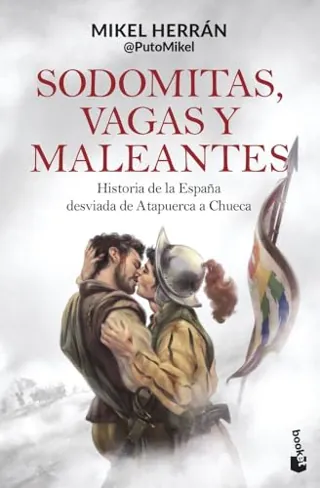 MIKEL HERRÁN
@PutoMikel
SODOMITAS,
VAGAS Y
MALEANTES
Historia de la España
desviada de Atapuerca a Chueca
booket